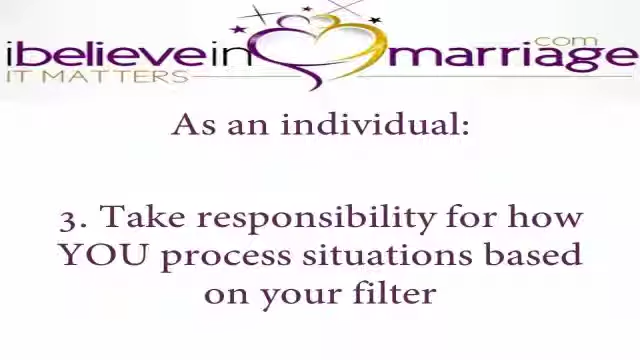 ibelieveinmarriage
.com
IT MATTERS
As an individual:
3. Take responsibility for how
YOU process situations based
on your filter